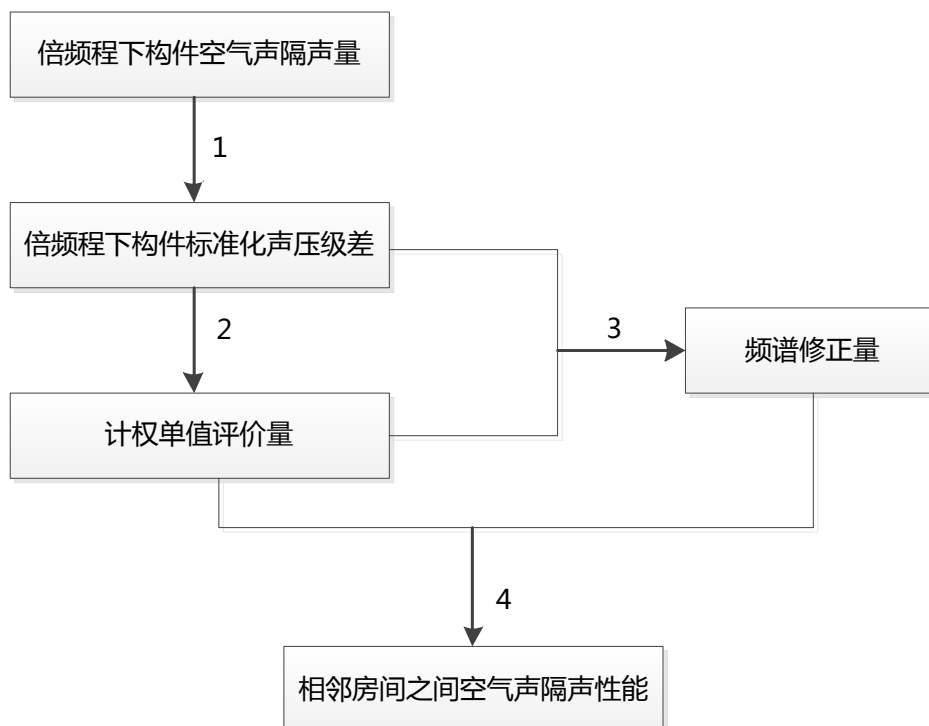 倍频程下构件空气声隔声量
1
倍频程下构件标准化声压级差
2
3
频谱修正量
计权单值评价量
4
相邻房间之间空气声隔声性能